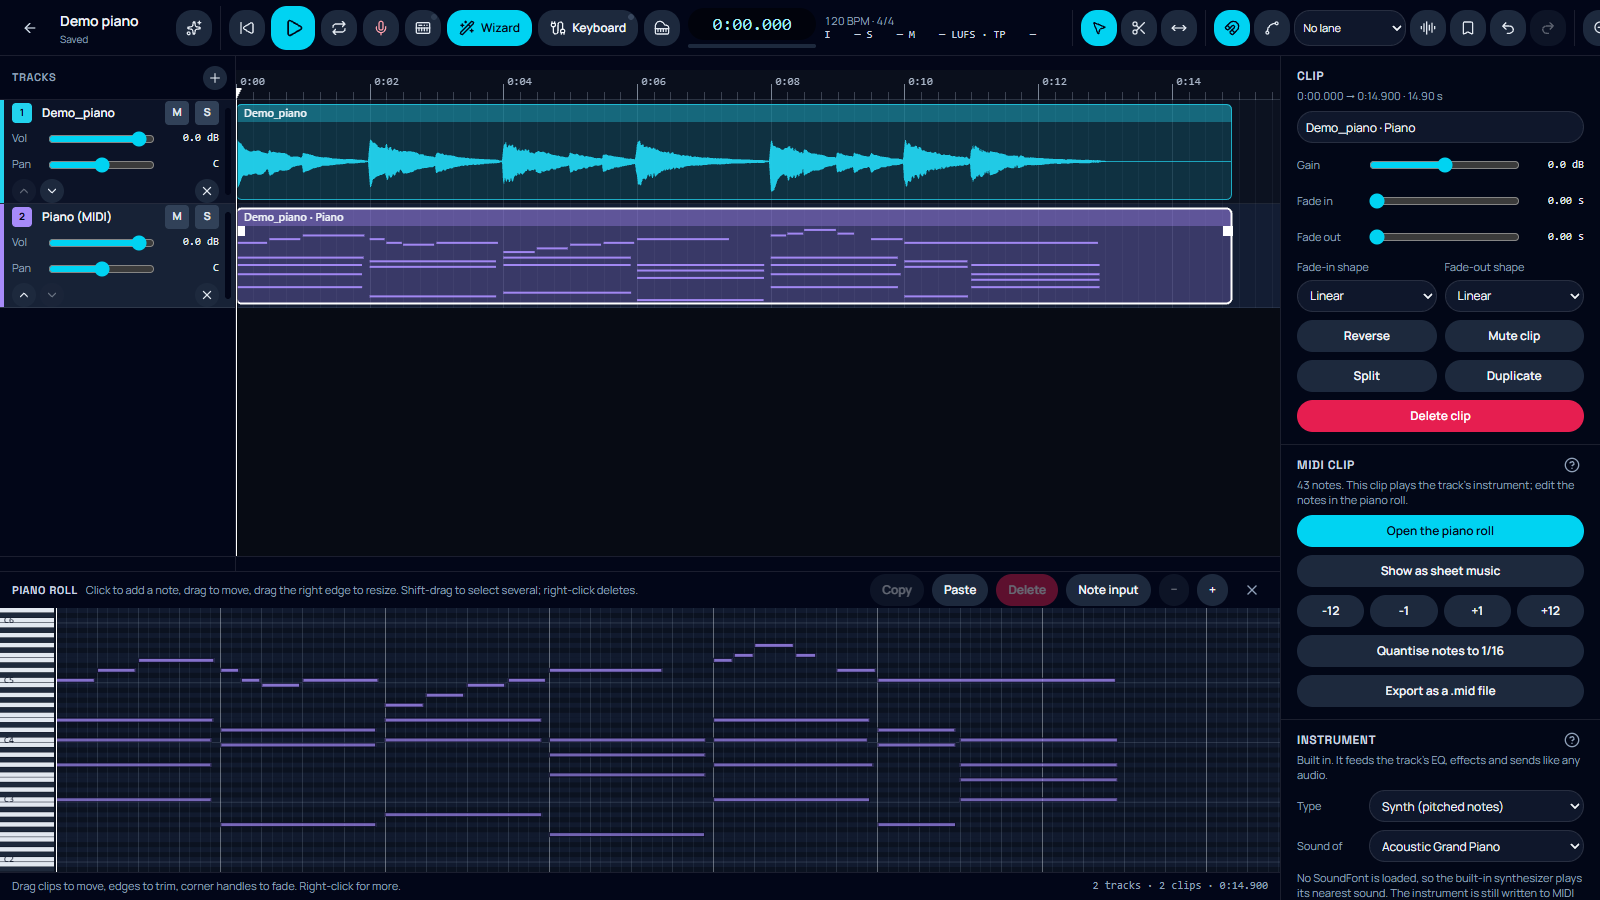 Demo piano
Saved
Wizard
Keyboard
0:00.000
120 BPM · 4/4
I — S — M — LUFS · TP —
No lane
TRACKS
0:00 0:02 0:04 0:06 0:08 0:10 0:12 0:14
1 Demo_piano M S
Vol 0.0 dB
Pan C
Demo_piano
2 Piano (MIDI) M S
Vol 0.0 dB
Pan C
Demo_piano · Piano
PIANO ROLL Click to add a note, drag to move, drag the right edge to resize. Shift-drag to select several; right-click deletes.
Copy Paste Delete Note input − +
C6
C5
C4
C3
C2
Drag clips to move, edges to trim, corner handles to fade. Right-click for more.
2 tracks · 2 clips · 0:14.900
CLIP
0:00.000 → 0:14.900 · 14.90 s
Demo_piano · Piano
Gain 0.0 dB
Fade in 0.00 s
Fade out 0.00 s
Fade-in shape Fade-out shape
Linear Linear
Reverse Mute clip
Split Duplicate
Delete clip
MIDI CLIP
43 notes. This clip plays the track's instrument; edit the
notes in the piano roll.
Open the piano roll
Show as sheet music
-12 -1 +1 +12
Quantise notes to 1/16
Export as a .mid file
INSTRUMENT
Built in. It feeds the track's EQ, effects and sends like any
audio.
Type Synth (pitched notes)
Sound of Acoustic Grand Piano
No SoundFont is loaded, so the built-in synthesizer plays
its nearest sound. The instrument is still written to MIDI